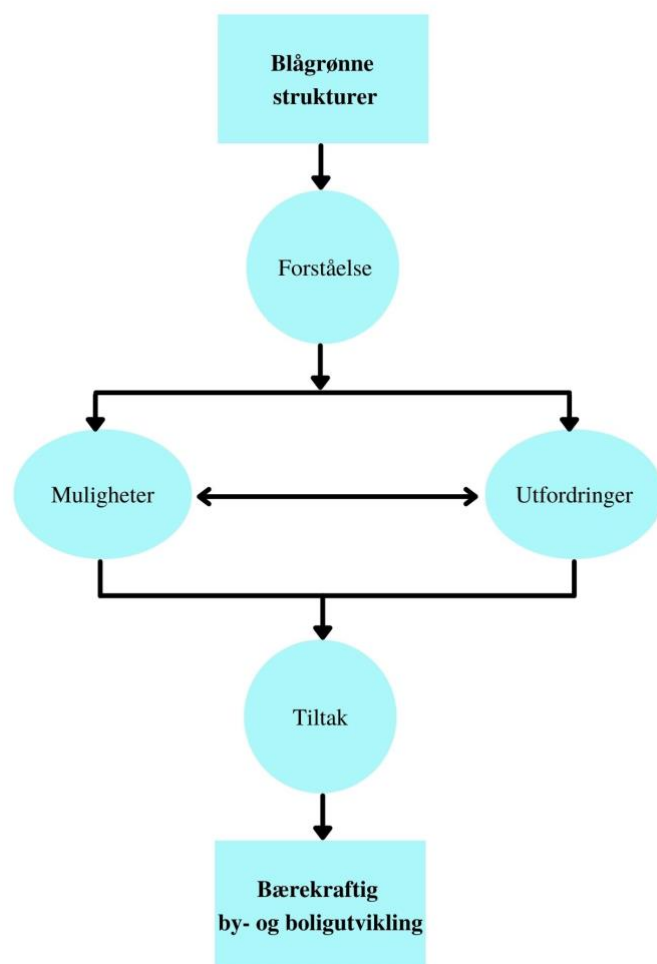 Blågrønne
strukturer
Forståelse
Muligheter
Utfordringer
Tiltak
Bærekraftig
by- og boligutvikling